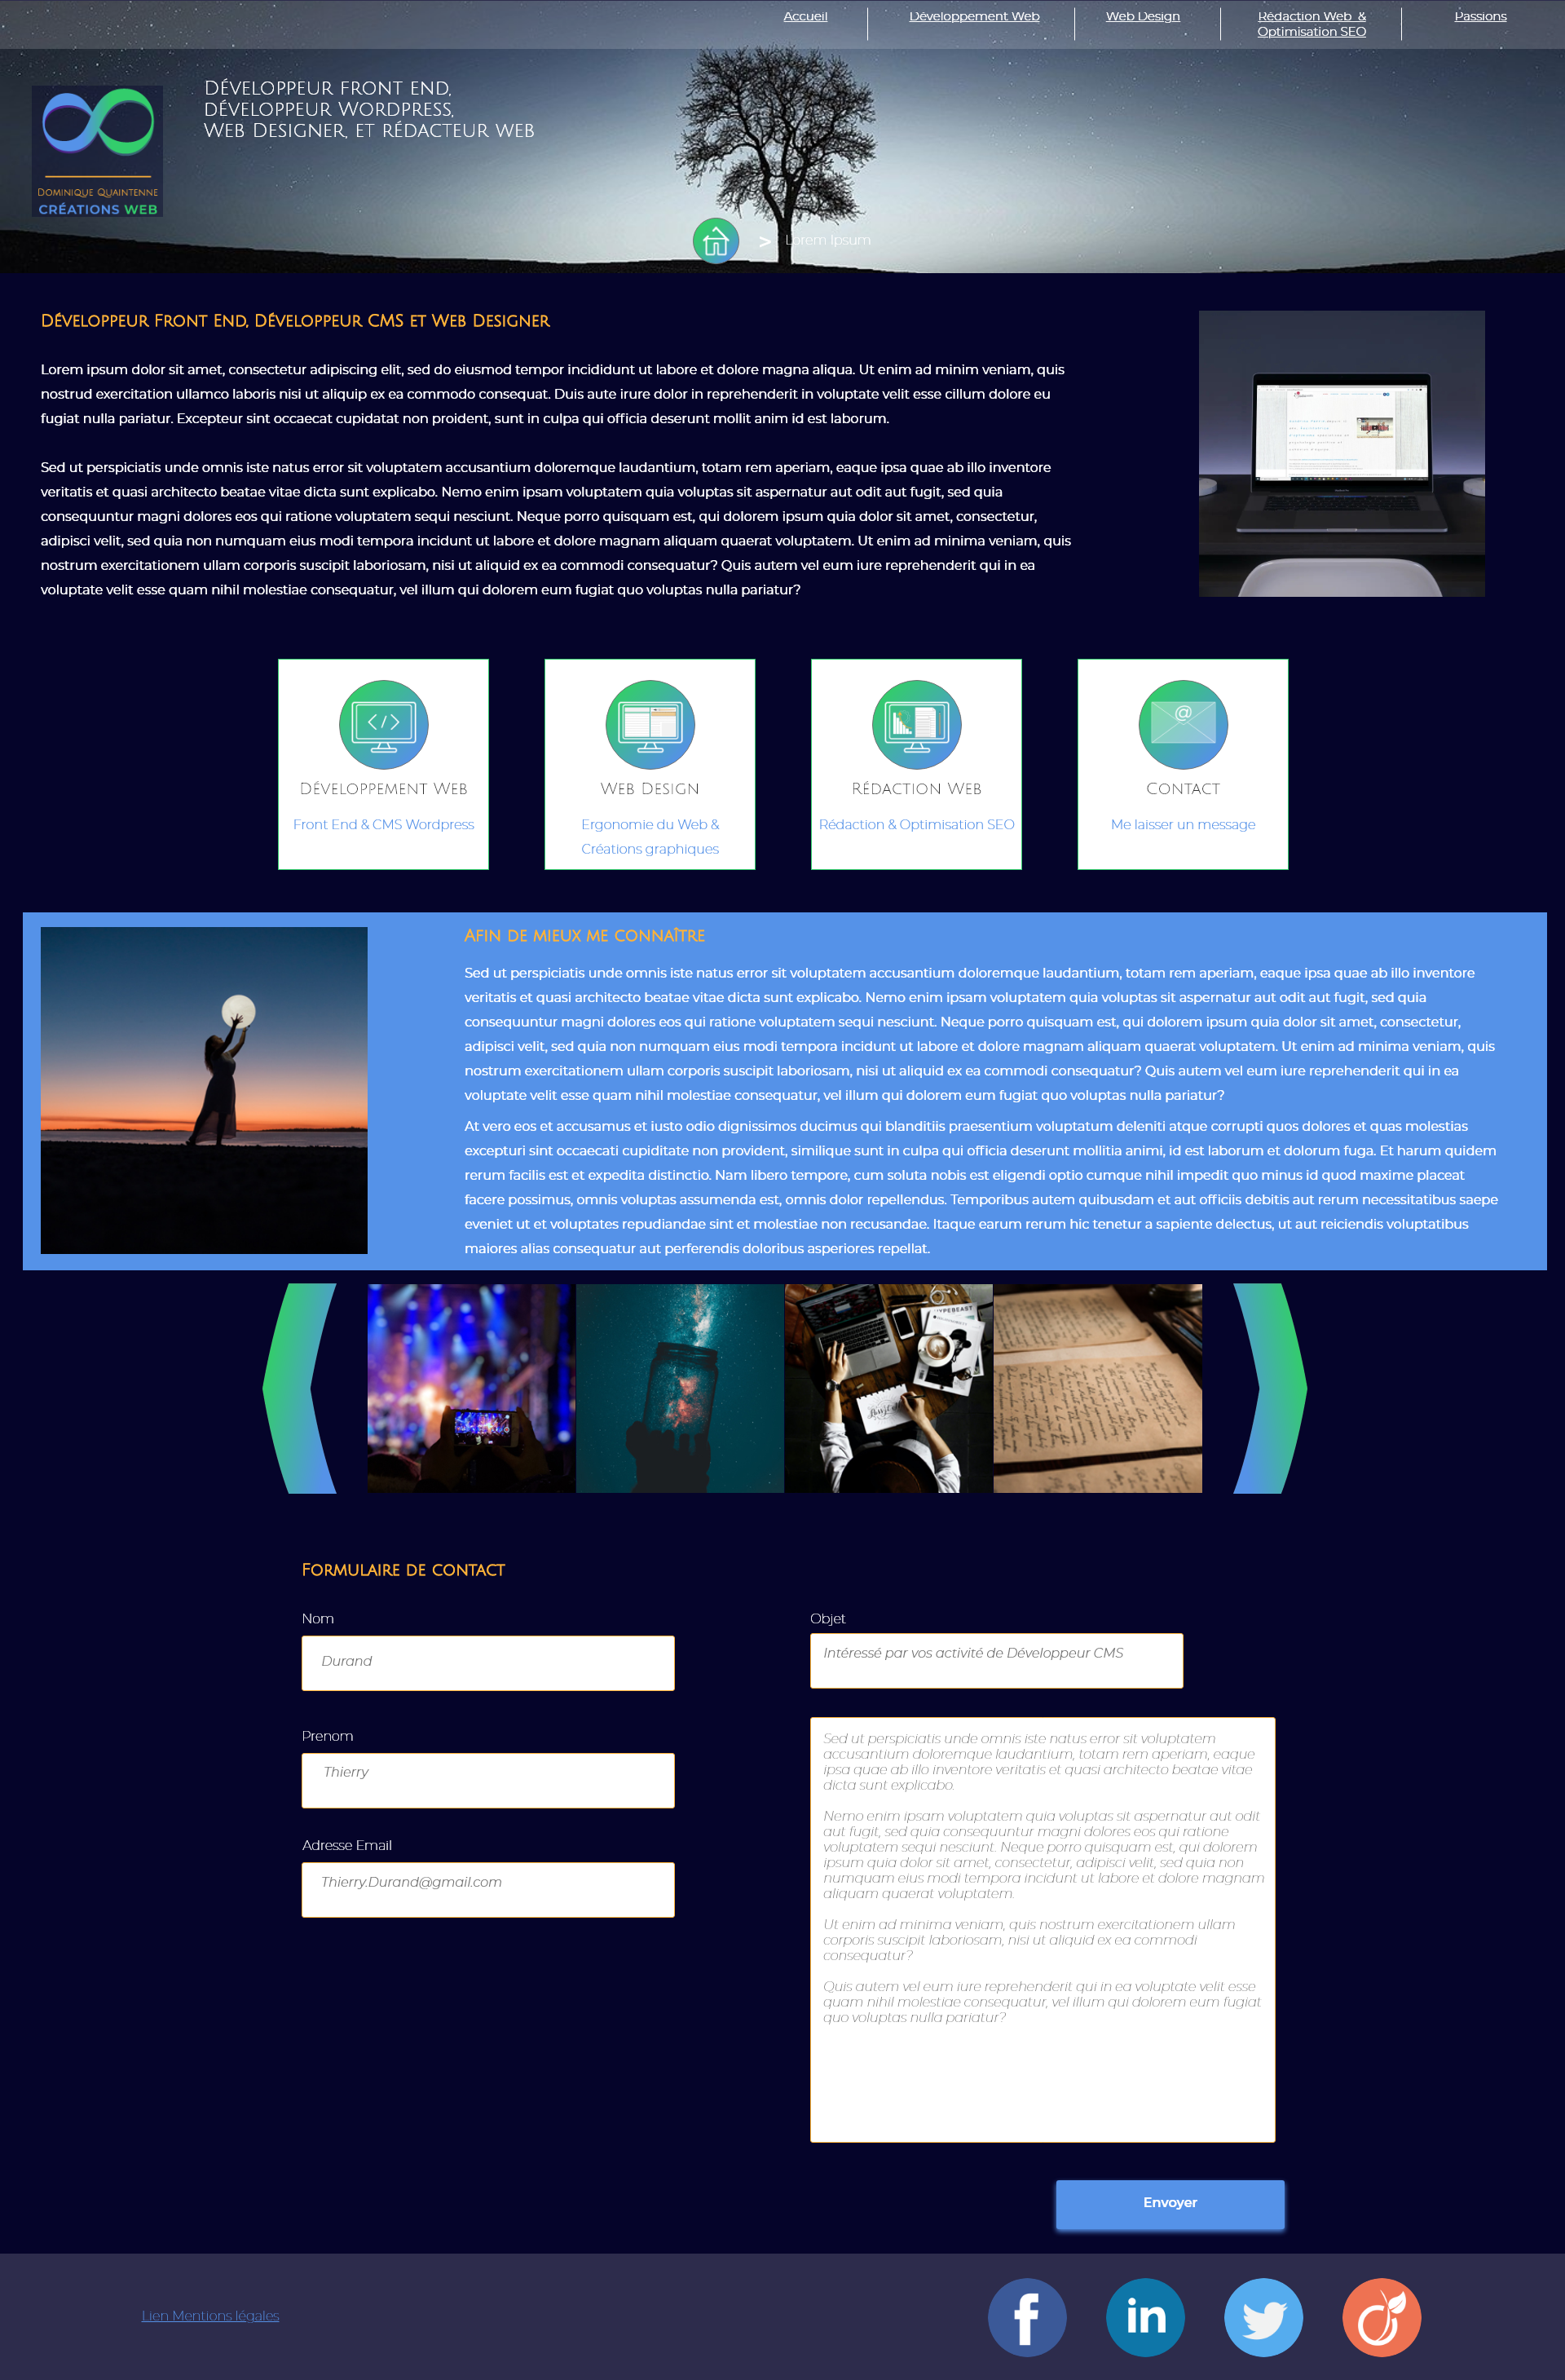 Accueil
Développement Web
Web Design
Rédaction Web &
Optimisation SEO
Passions
Développeur front end,
développeur Wordpress,
Web Designer, et rédacteur web
Dominique Quaintenne
CRÉATIONS WEB
> Lorem Ipsum
Développeur Front End, Développeur CMS et Web Designer
Lorem ipsum dolor sit amet, consectetur adipiscing elit, sed do eiusmod tempor incididunt ut labore et dolore magna aliqua. Ut enim ad minim veniam, quis
nostrud exercitation ullamco laboris nisi ut aliquip ex ea commodo consequat. Duis aute irure dolor in reprehenderit in voluptate velit esse cillum dolore eu
fugiat nulla pariatur. Excepteur sint occaecat cupidatat non proident, sunt in culpa qui officia deserunt mollit anim id est laborum.
Sed ut perspiciatis unde omnis iste natus error sit voluptatem accusantium doloremque laudantium, totam rem aperiam, eaque ipsa quae ab illo inventore
veritatis et quasi architecto beatae vitae dicta sunt explicabo. Nemo enim ipsam voluptatem quia voluptas sit aspernatur aut odit aut fugit, sed quia
consequuntur magni dolores eos qui ratione voluptatem sequi nesciunt. Neque porro quisquam est, qui dolorem ipsum quia dolor sit amet, consectetur,
adipisci velit, sed quia non numquam eius modi tempora incidunt ut labore et dolore magnam aliquam quaerat voluptatem. Ut enim ad minima veniam, quis
nostrum exercitationem ullam corporis suscipit laboriosam, nisi ut aliquid ex ea commodi consequatur? Quis autem vel eum iure reprehenderit qui in ea
voluptate velit esse quam nihil molestiae consequatur, vel illum qui dolorem eum fugiat quo voluptas nulla pariatur?
</>
Développement Web
Front End & CMS Wordpress
Web Design
Ergonomie du Web &
Créations graphiques
Rédaction Web
Rédaction & Optimisation SEO
@
Contact
Me laisser un message
Afin de mieux me connaître
Sed ut perspiciatis unde omnis iste natus error sit voluptatem accusantium doloremque laudantium, totam rem aperiam, eaque ipsa quae ab illo inventore
veritatis et quasi architecto beatae vitae dicta sunt explicabo. Nemo enim ipsam voluptatem quia voluptas sit aspernatur aut odit aut fugit, sed quia
consequuntur magni dolores eos qui ratione voluptatem sequi nesciunt. Neque porro quisquam est, qui dolorem ipsum quia dolor sit amet, consectetur,
adipisci velit, sed quia non numquam eius modi tempora incidunt ut labore et dolore magnam aliquam quaerat voluptatem. Ut enim ad minima veniam, quis
nostrum exercitationem ullam corporis suscipit laboriosam, nisi ut aliquid ex ea commodi consequatur? Quis autem vel eum iure reprehenderit qui in ea
voluptate velit esse quam nihil molestiae consequatur, vel illum qui dolorem eum fugiat quo voluptas nulla pariatur?
At vero eos et accusamus et iusto odio dignissimos ducimus qui blanditiis praesentium voluptatum deleniti atque corrupti quos dolores et quas molestias
excepturi sint occaecati cupiditate non provident, similique sunt in culpa qui officia deserunt mollitia animi, id est laborum et dolorum fuga. Et harum quidem
rerum facilis est et expedita distinctio. Nam libero tempore, cum soluta nobis est eligendi optio cumque nihil impedit quo minus id quod maxime placeat
facere possimus, omnis voluptas assumenda est, omnis dolor repellendus. Temporibus autem quibusdam et aut officiis debitis aut rerum necessitatibus saepe
eveniet ut et voluptates repudiandae sint et molestiae non recusandae. Itaque earum rerum hic tenetur a sapiente delectus, ut aut reiciendis voluptatibus
maiores alias consequatur aut perferendis doloribus asperiores repellat.
Formulaire de contact
Nom
Durand
Prenom
Thierry
Adresse Email
Thierry.Durand@gmail.com
Objet
Intéressé par vos activité de Développeur CMS
Sed ut perspiciatis unde omnis iste natus error sit voluptatem
accusantium doloremque laudantium, totam rem aperiam, eaque
ipsa quae ab illo inventore veritatis et quasi architecto beatae vitae
dicta sunt explicabo.
Nemo enim ipsam voluptatem quia voluptas sit aspernatur aut odit
aut fugit, sed quia consequuntur magni dolores eos qui ratione
voluptatem sequi nesciunt. Neque porro quisquam est, qui dolorem
ipsum quia dolor sit amet, consectetur, adipisci velit, sed quia non
numquam eius modi tempora incidunt ut labore et dolore magnam
aliquam quaerat voluptatem.
Ut enim ad minima veniam, quis nostrum exercitationem ullam
corporis suscipit laboriosam, nisi ut aliquid ex ea commodi
consequatur?
Quis autem vel eum iure reprehenderit qui in ea voluptate velit esse
quam nihil molestiae consequatur, vel illum qui dolorem eum fugiat
quo voluptas nulla pariatur?
Envoyer
Lien Mentions légales
f
in